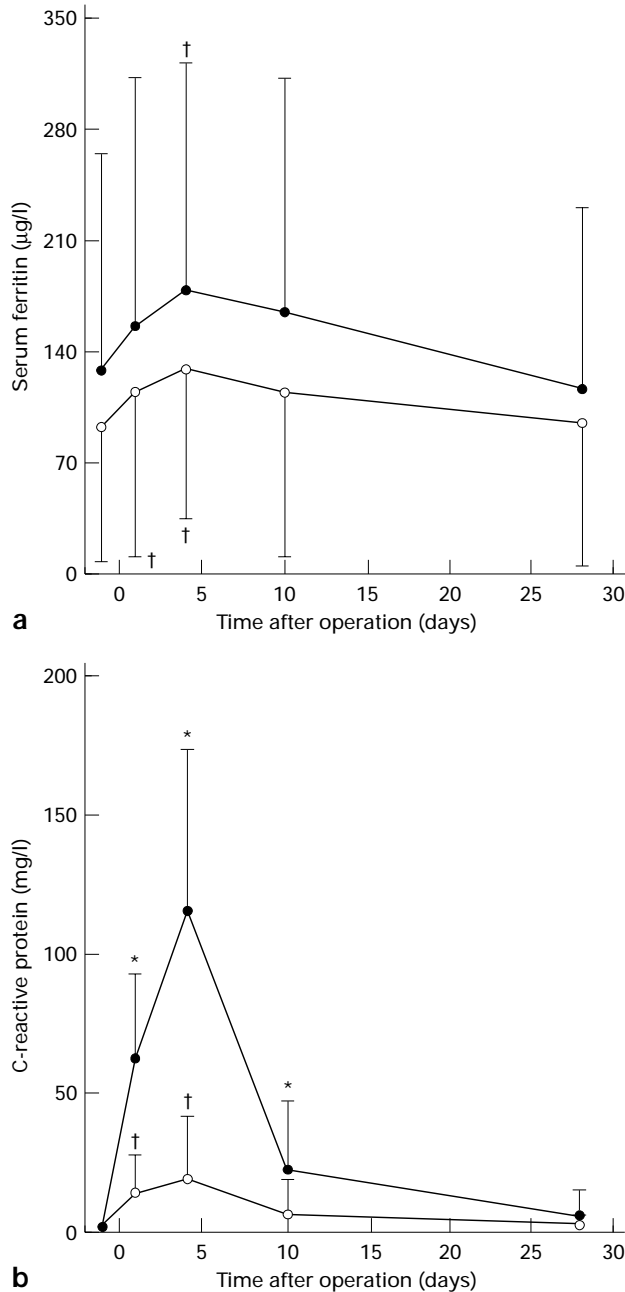 350
280
210
140
70
0
Serum ferritin (μg/l)
†
†
†
0 5 10 15 20 25 30
Time after operation (days)
a
200
150
100
50
0
C-reactive protein (mg/l)
*
*
*
†
†
0 5 10 15 20 25 30
Time after operation (days)
b